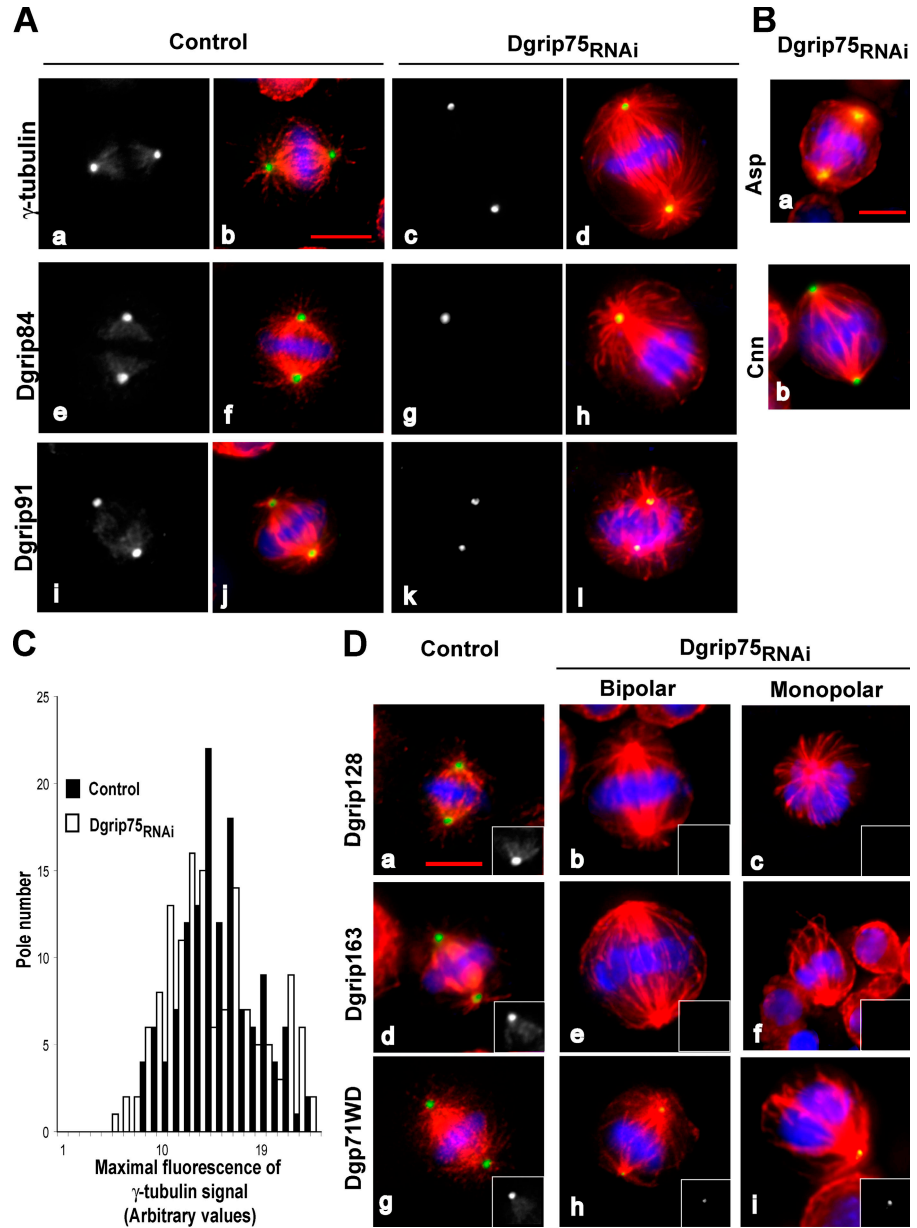 A
Control
Dgrip75RNAi
B
Dgrip75RNAi
γ-tubulin
a
b
c
d
Asp
a
Dgrip84
e
f
g
h
Cnn
b
Dgrip91
i
j
k
l
C
25
20
15
10
5
0
Pole number
Control
Dgrip75RNAi
1
10
19
Maximal fluorescence of
γ-tubulin signal
(Arbitrary values)
D
Control
Dgrip75RNAi
Bipolar
Monopolar
Dgrip128
a
b
c
Dgrip163
d
e
f
Dgp71WD
g
h
i